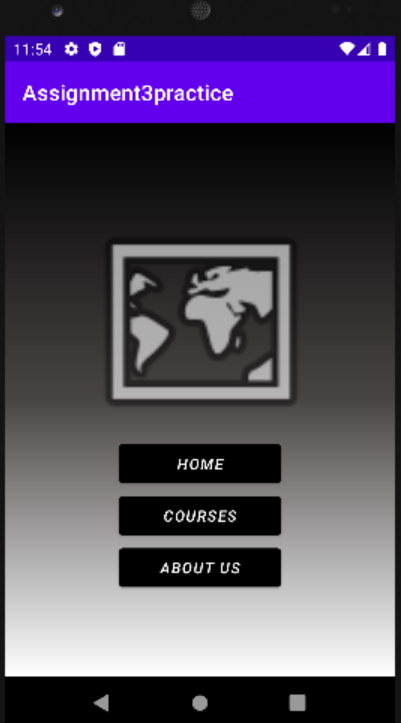 11:54
Assignment3practice
HOME
COURSES
ABOUT US